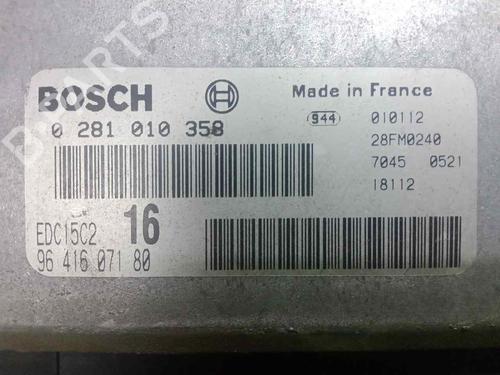 BOSCH
Made in France
0 281 010 358
944 010112
28FM0240
7045 0521
18112
EDC15C2 16
96 416 071 80